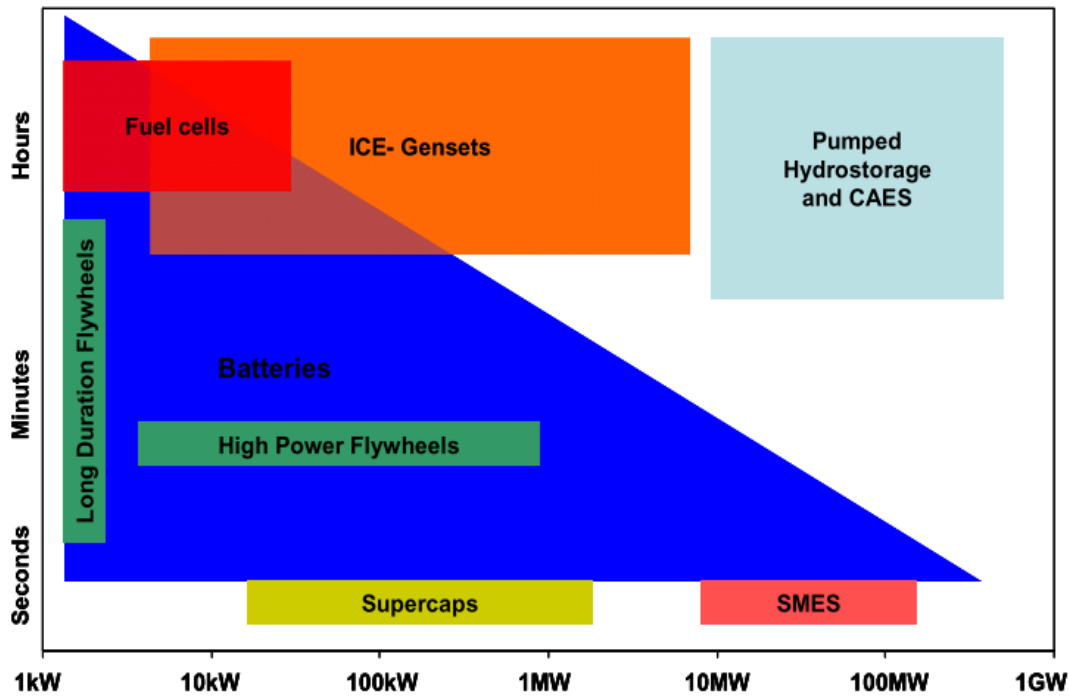 Hours
Minutes
Seconds
Fuel cells
ICE- Gensets
Pumped
Hydrostorage
and CAES
Long Duration Flywheels
Batteries
High Power Flywheels
Supercaps
SMES
1kW
10kW
100kW
1MW
10MW
100MW
1GW